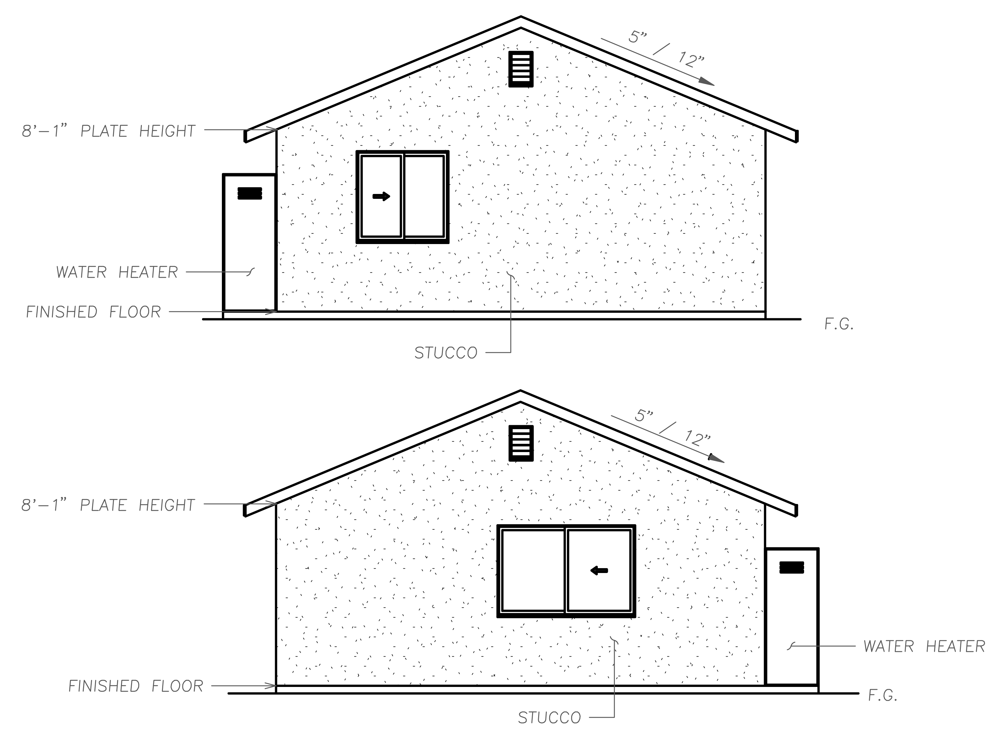 5" / 12"
8'-1" PLATE HEIGHT
WATER HEATER
FINISHED FLOOR
F.G.
STUCCO
5" / 12"
8'-1" PLATE HEIGHT
WATER HEATER
FINISHED FLOOR
F.G.
STUCCO